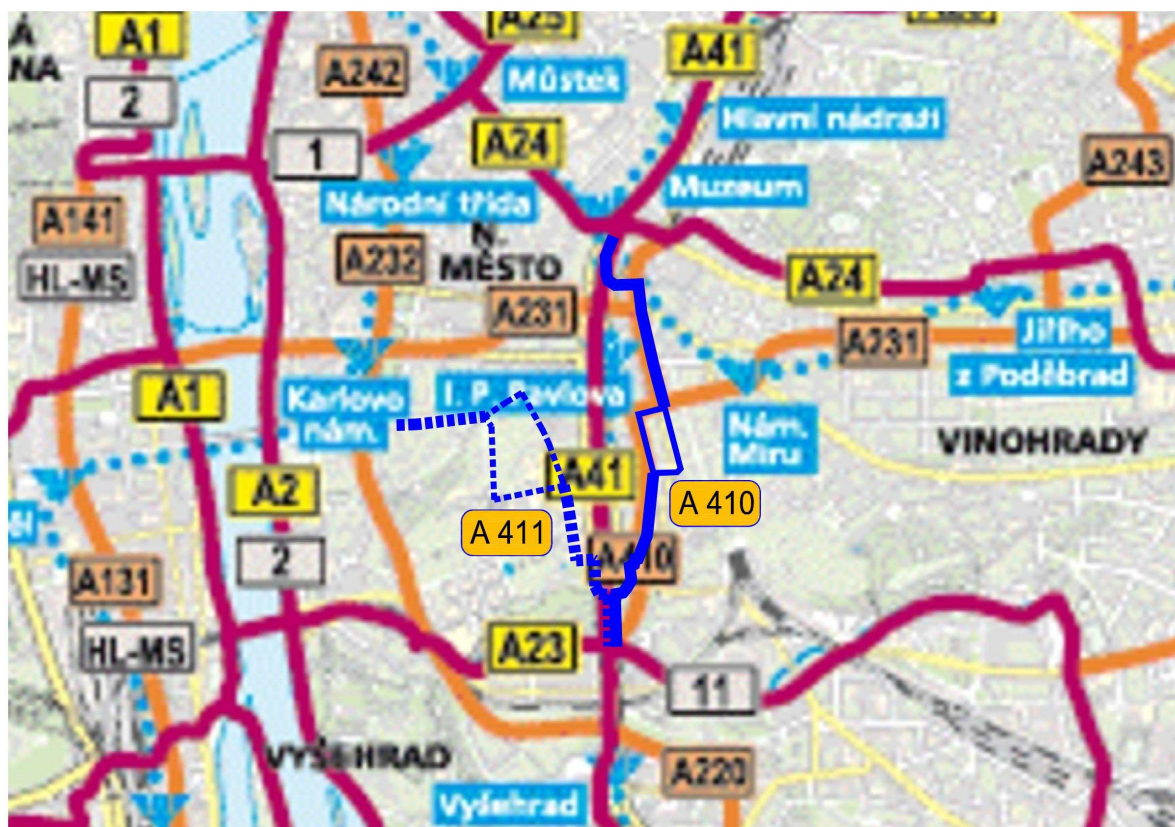 Á
NA
A1
2
A242
A25
Můstek
A41
Hlavní nádraží
1
A24
Muzeum
A243
Národní třída
A141
HL-MS
A232
N.
MĚSTO
A24
A231
A231
Jiřího
z Poděbrad
A1
Karlovo
nám.
I. P. Pavlova
Nám.
Míru
VINOHRADY
A41
A2
A 410
A 411
2
A410
A131
HL-MS
A23
11
VYŠEHRAD
A220
Vyšehrad